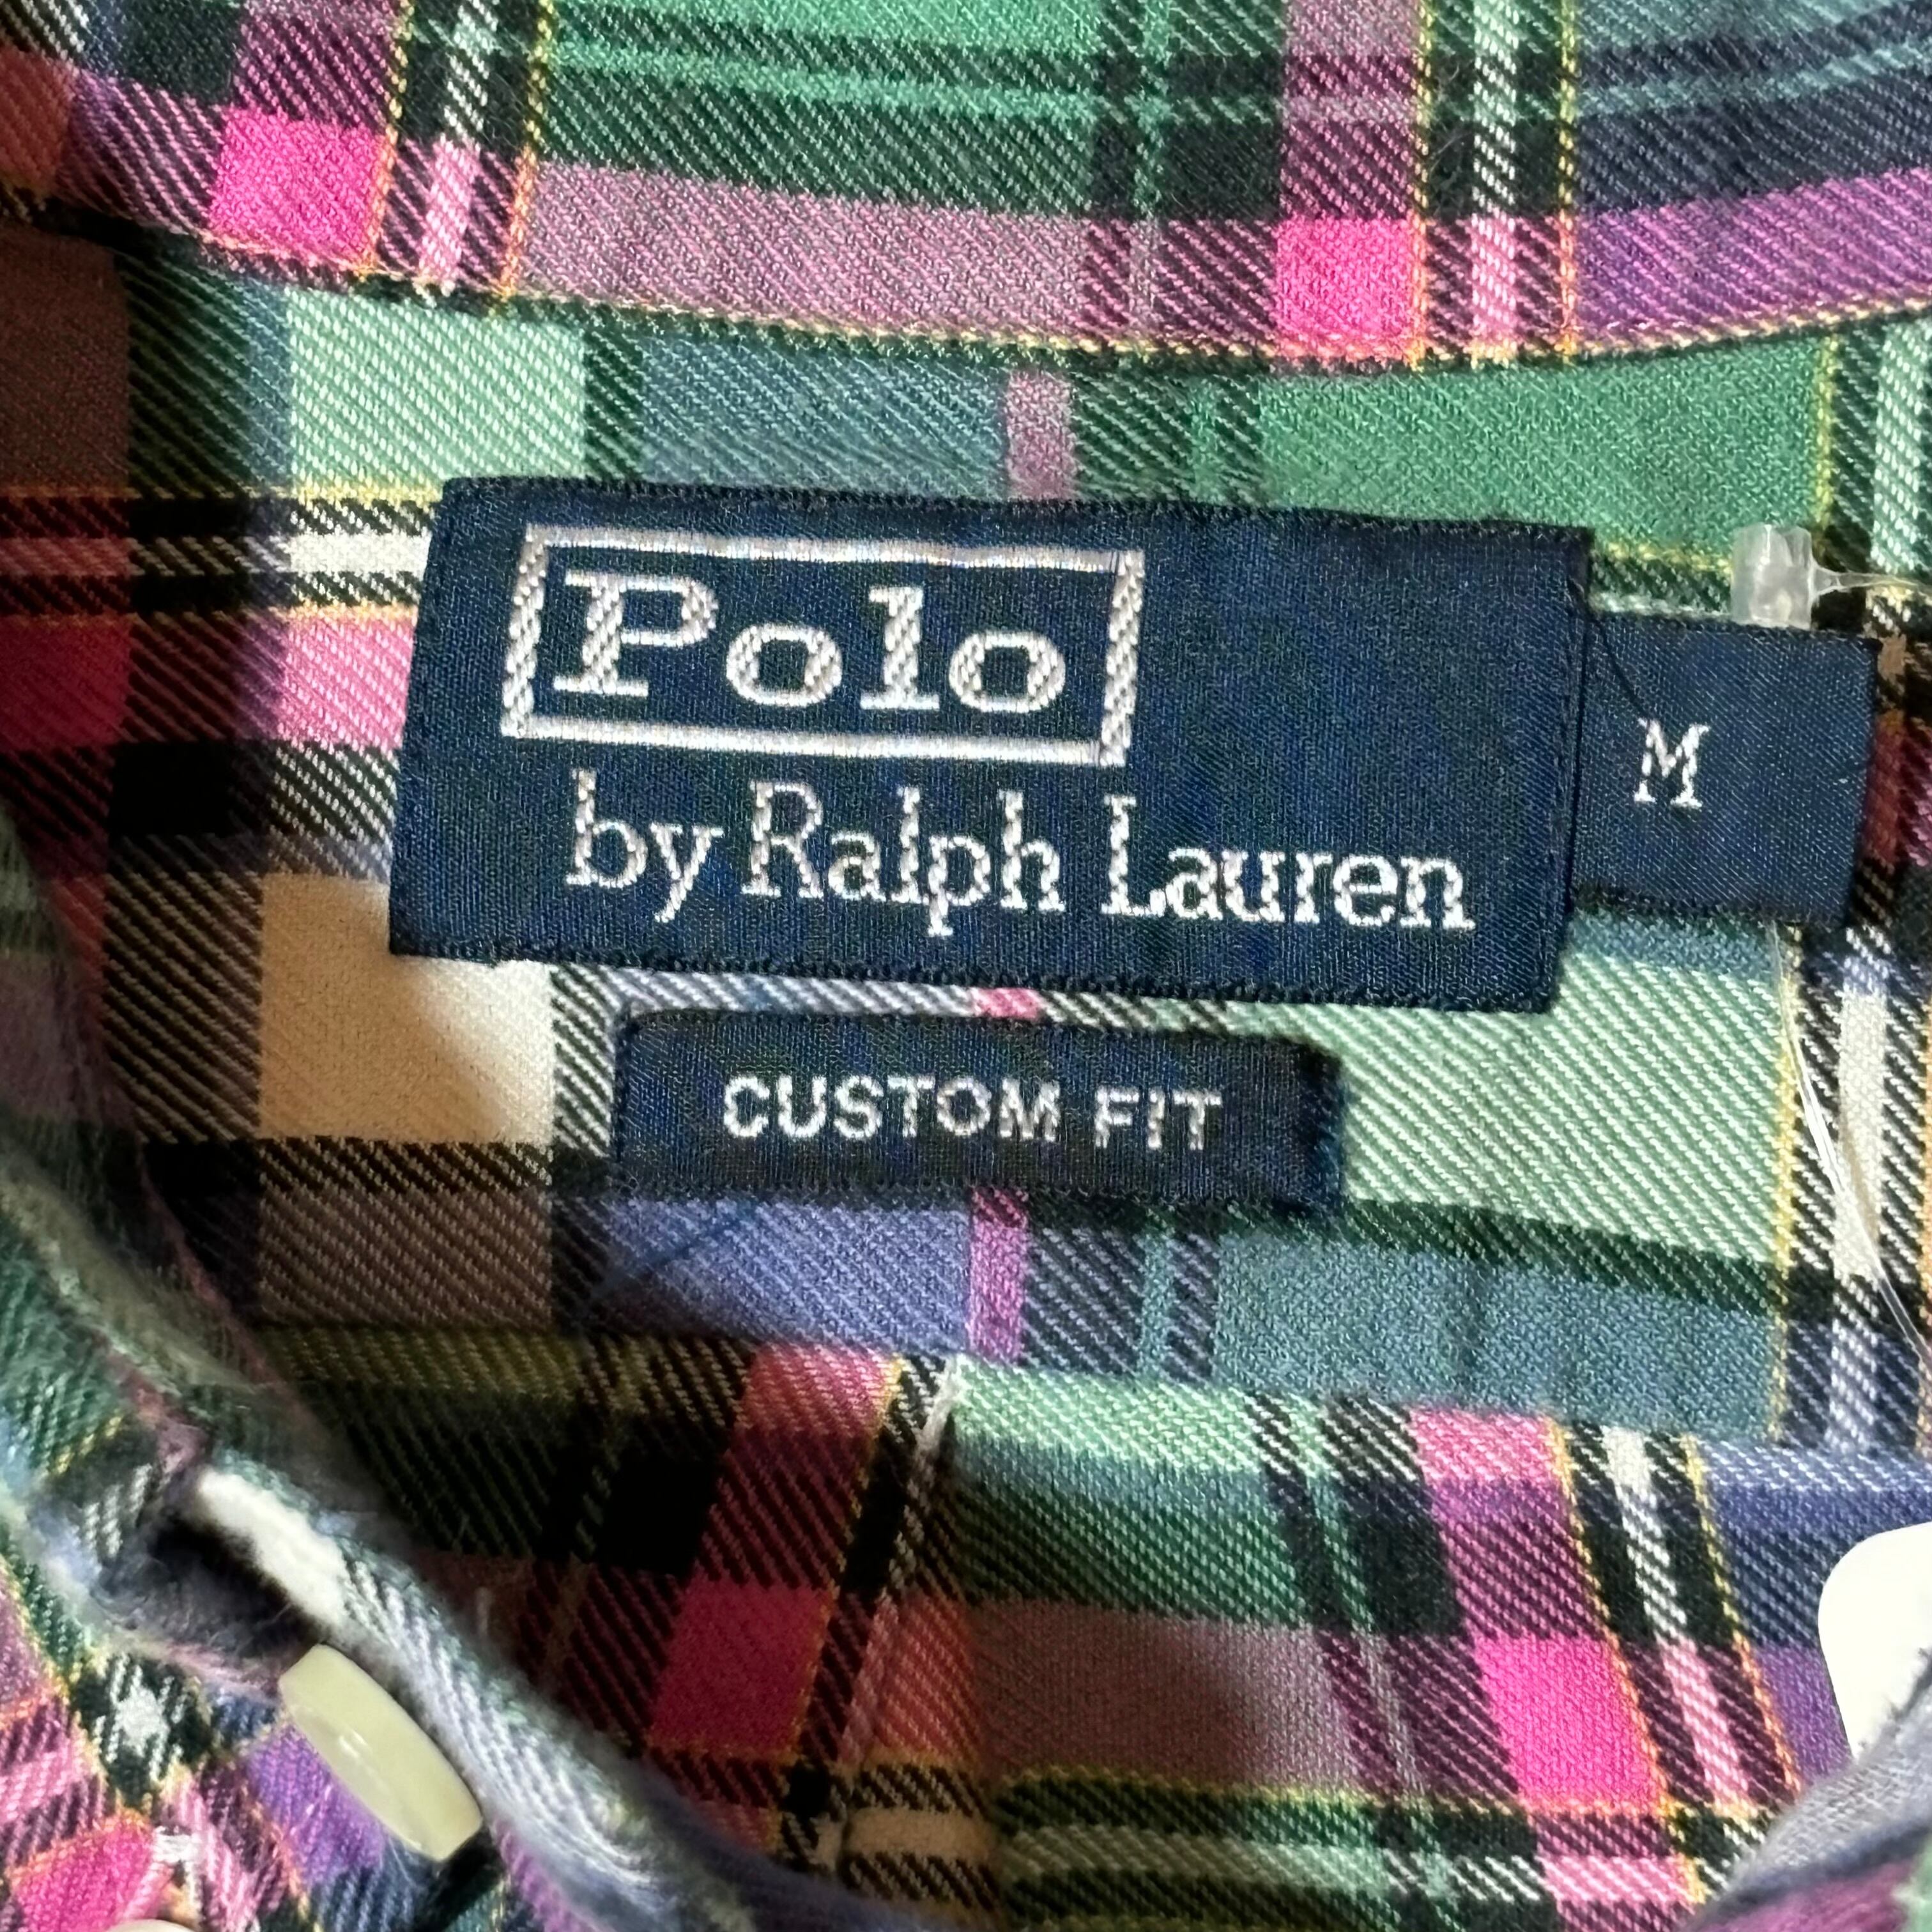 Polo
by Ralph Lauren
M
CUSTOM FIT